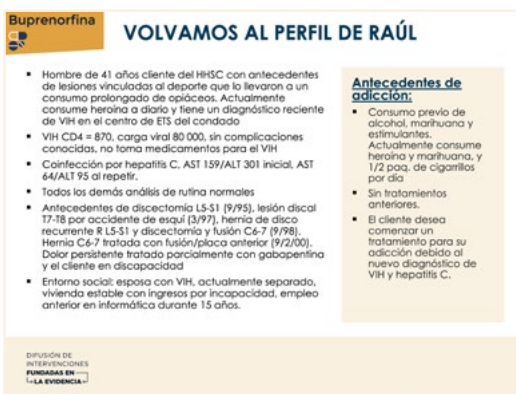 Buprenorfina
VOLVAMOS AL PERFIL DE RAÚL
▪ Hombre de 41 años cliente del HHSC con antecedentes
de lesiones vinculadas al deporte que lo llevaron a un
consumo prolongado de opiáceos. Actualmente
consume heroína a diario y tiene un diagnóstico reciente
de VIH en el centro de ETS del condado
▪ VIH CD4 = 870, carga viral 80 000, sin complicaciones
conocidas, no toma medicamentos para el VIH
▪ Coinfección por hepatitis C, AST 159/ALT 301 inicial, AST
64/ALT 95 al repetir.
▪ Todos los demás análisis de rutina normales
▪ Antecedentes de discectomía L5-S1 (9/95), lesión discal
T7-T8 por accidente de esquí (3/97), hernia de disco
recurrente R L5-S1 y discectomía y fusión C6-7 (9/98).
Hernia C6-7 tratada con fusión/placa anterior (9/2/00).
Dolor persistente tratado parcialmente con gabapentina
y el cliente en discapacidad
▪ Entorno social: esposa con VIH, actualmente separado,
vivienda estable con ingresos por incapacidad, empleo
anterior en informática durante 15 años.
Antecedentes de
adicción:
▪ Consumo previo de
alcohol, marihuana y
estimulantes.
Actualmente consume
heroína y marihuana, y
1/2 paq. de cigarrillos
por día
▪ Sin tratamientos
anteriores.
▪ El cliente desea
comenzar un
tratamiento para su
adicción debido al
nuevo diagnóstico de
VIH y hepatitis C.
DIFUSIÓN DE
INTERVENCIONES
FUNDADAS EN
LA EVIDENCIA